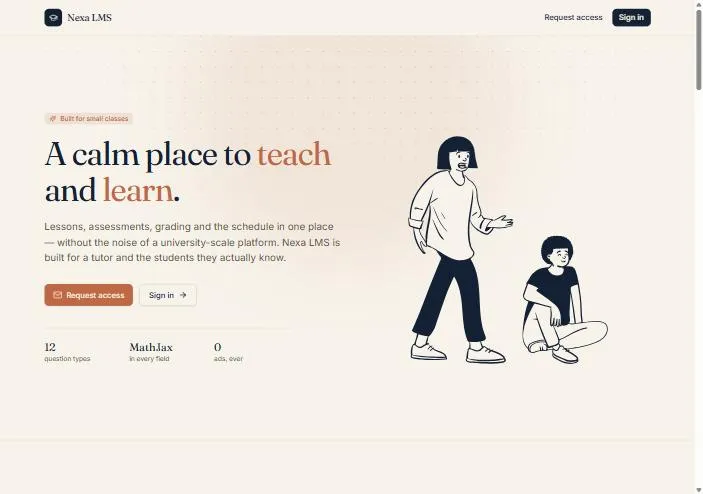 Nexa LMS
Request access
Sign in
Built for small classes
A calm place to teach
and learn.
Lessons, assessments, grading and the schedule in one place
— without the noise of a university-scale platform. Nexa LMS is
built for a tutor and the students they actually know.
Request access
Sign in
12
question types
MathJax
in every field
0
ads, ever